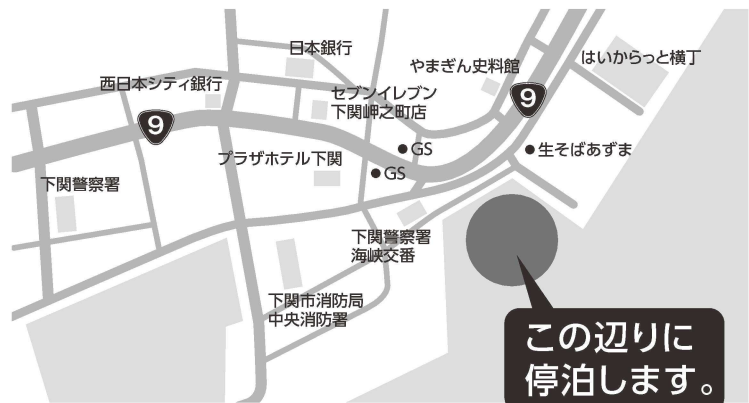 日本銀行
やまぎん史料館
はいからっと横丁
西日本シティ銀行
セブンイレブン
下関岬之町店
9
9
GS
生そばあずま
プラザホテル下関
GS
下関警察署
下関警察署
海峡交番
下関市消防局
中央消防署
この辺りに
停泊します。